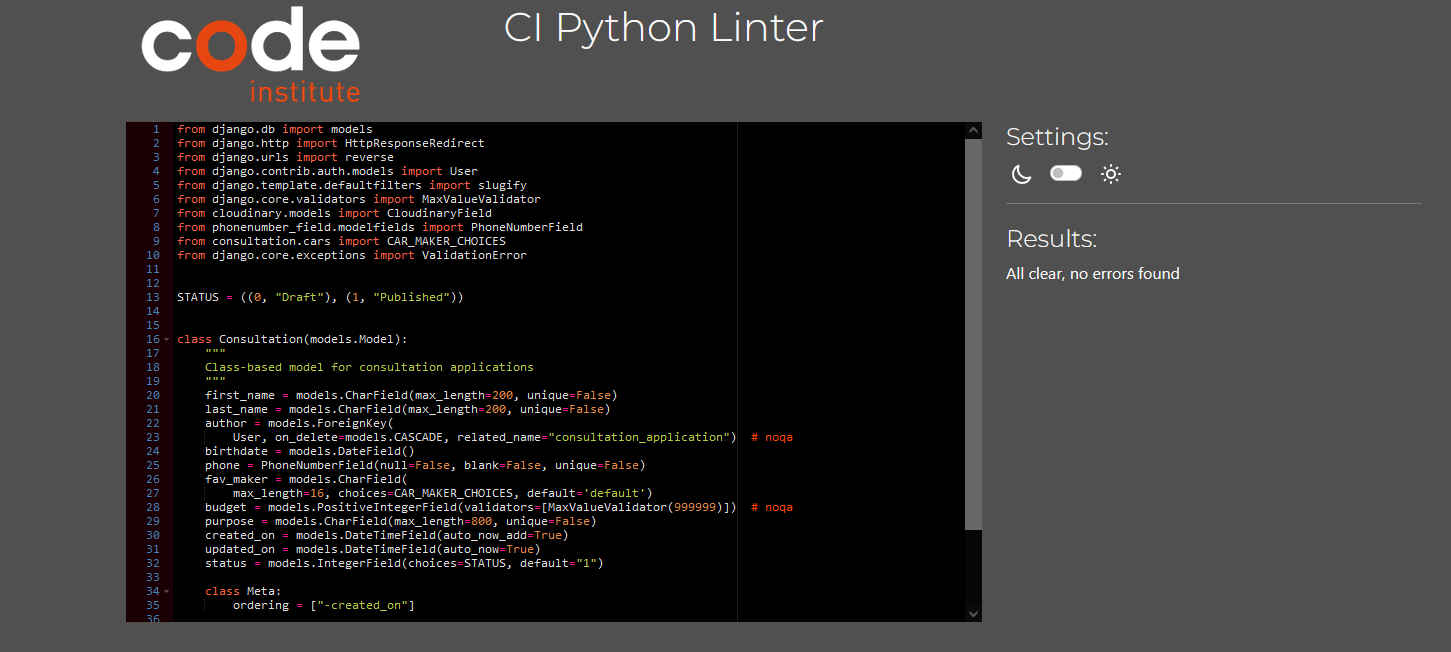 code
institute
CI Python Linter
1 from django.db import models
2 from django.http import HttpResponseRedirect
3 from django.urls import reverse
4 from django.contrib.auth.models import User
5 from django.template.defaultfilters import slugify
6 from django.core.validators import MaxValueValidator
7 from cloudinary.models import CloudinaryField
8 from phonenumber_field.modelfields import PhoneNumberField
9 from consultation.cars import CAR_MAKER_CHOICES
10 from django.core.exceptions import ValidationError
11
12
13 STATUS = ((0, "Draft"), (1, "Published"))
14
15
16 class Consultation(models.Model):
17     """
18     Class-based model for consultation applications
19     """
20     first_name = models.CharField(max_length=200, unique=False)
21     last_name = models.CharField(max_length=200, unique=False)
22     author = models.ForeignKey(
23         User, on_delete=models.CASCADE, related_name="consultation_application")  # noqa
24     birthdate = models.DateField()
25     phone = PhoneNumberField(null=False, blank=False, unique=False)
26     fav_maker = models.CharField(
27         max_length=16, choices=CAR_MAKER_CHOICES, default='default')
28     budget = models.PositiveIntegerField(validators=[MaxValueValidator(999999)])  # noqa
29     purpose = models.CharField(max_length=800, unique=False)
30     created_on = models.DateTimeField(auto_now_add=True)
31     updated_on = models.DateTimeField(auto_now=True)
32     status = models.IntegerField(choices=STATUS, default="1")
33
34     class Meta:
35         ordering = ["-created_on"]
36
Settings:
Results:
All clear, no errors found